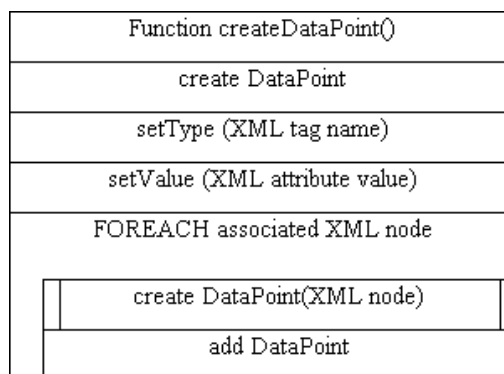 Function createDataPoint()
create DataPoint
setType (XML tag name)
setValue (XML attribute value)
FOREACH associated XML node
create DataPoint(XML node)
add DataPoint